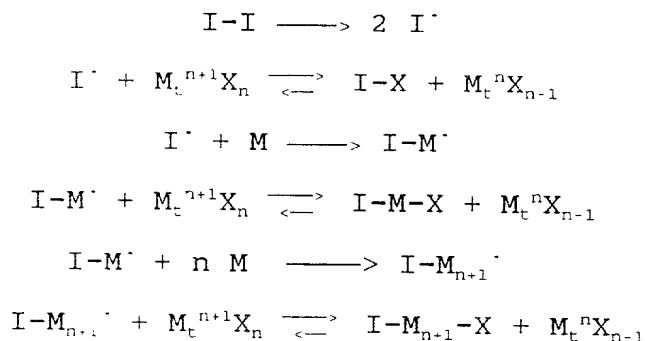 I-I ⟶ 2 I˙
I˙ + Mₜⁿ⁺¹Xₙ ⇌ I-X + MₜⁿXₙ₋₁
I˙ + M ⟶ I-M˙
I-M˙ + Mₜⁿ⁺¹Xₙ ⇌ I-M-X + MₜⁿXₙ₋₁
I-M˙ + n M ⟶ I-Mₙ₊₁˙
I-Mₙ₊₁˙ + Mₜⁿ⁺¹Xₙ ⇌ I-Mₙ₊₁-X + MₜⁿXₙ₋₁